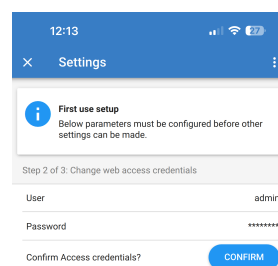 12:13
27
Settings
First use setup
Below parameters must be configured before other
settings can be made.
Step 2 of 3: Change web access credentials
User admin
Password ********
Confirm Access credentials? CONFIRM